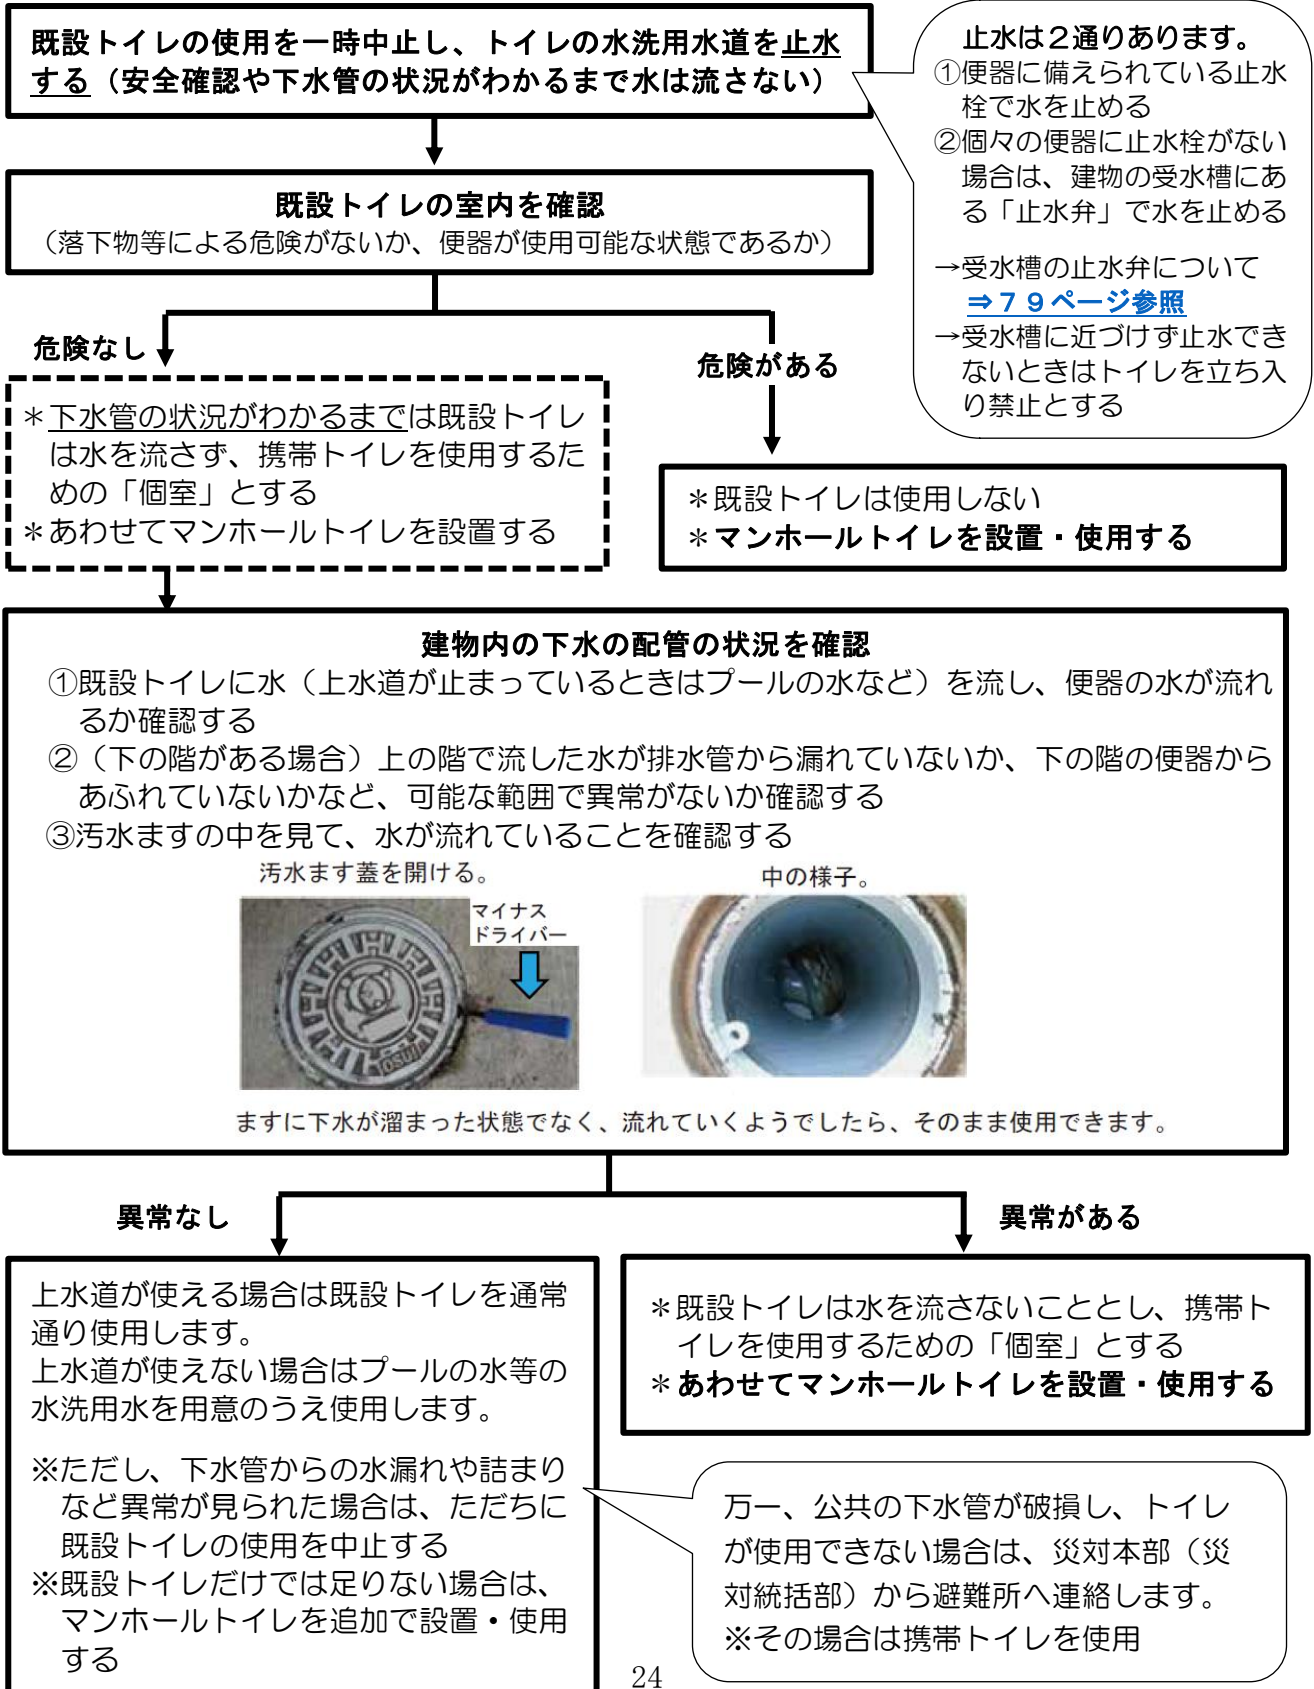 既設トイレの使用を一時中止し、トイレの水洗用水道を止水
する（安全確認や下水管の状況がわかるまで水は流さない）
止水は２通りあります。
①便器に備えられている止水
栓で水を止める
②個々の便器に止水栓がない
場合は、建物の受水槽にあ
る「止水弁」で水を止める
→受水槽の止水弁について
⇒７９ページ参照
→受水槽に近づけず止水でき
ないときはトイレを立ち入
り禁止とする
既設トイレの室内を確認
（落下物等による危険がないか、便器が使用可能な状態であるか）
危険なし
危険がある
＊下水管の状況がわかるまでは既設トイレ
は水を流さず、携帯トイレを使用するた
めの「個室」とする
＊あわせてマンホールトイレを設置する
＊既設トイレは使用しない
＊マンホールトイレを設置・使用する
建物内の下水の配管の状況を確認
①既設トイレに水（上水道が止まっているときはプールの水など）を流し、便器の水が流れ
るか確認する
②（下の階がある場合）上の階で流した水が排水管から漏れていないか、下の階の便器から
あふれていないかなど、可能な範囲で異常がないか確認する
③汚水ますの中を見て、水が流れていることを確認する
汚水ます蓋を開ける。
中の様子。
マイナス
ドライバー
OSUI
ますに下水が溜まった状態でなく、流れていくようでしたら、そのまま使用できます。
異常なし
異常がある
上水道が使える場合は既設トイレを通常
通り使用します。
上水道が使えない場合はプールの水等の
水洗用水を用意のうえ使用します。
※ただし、下水管からの水漏れや詰まり
など異常が見られた場合は、ただちに
既設トイレの使用を中止する
※既設トイレだけでは足りない場合は、
マンホールトイレを追加で設置・使用
する
＊既設トイレは水を流さないこととし、携帯ト
イレを使用するための「個室」とする
＊あわせてマンホールトイレを設置・使用する
万一、公共の下水管が破損し、トイレ
が使用できない場合は、災対本部（災
対統括部）から避難所へ連絡します。
※その場合は携帯トイレを使用
24